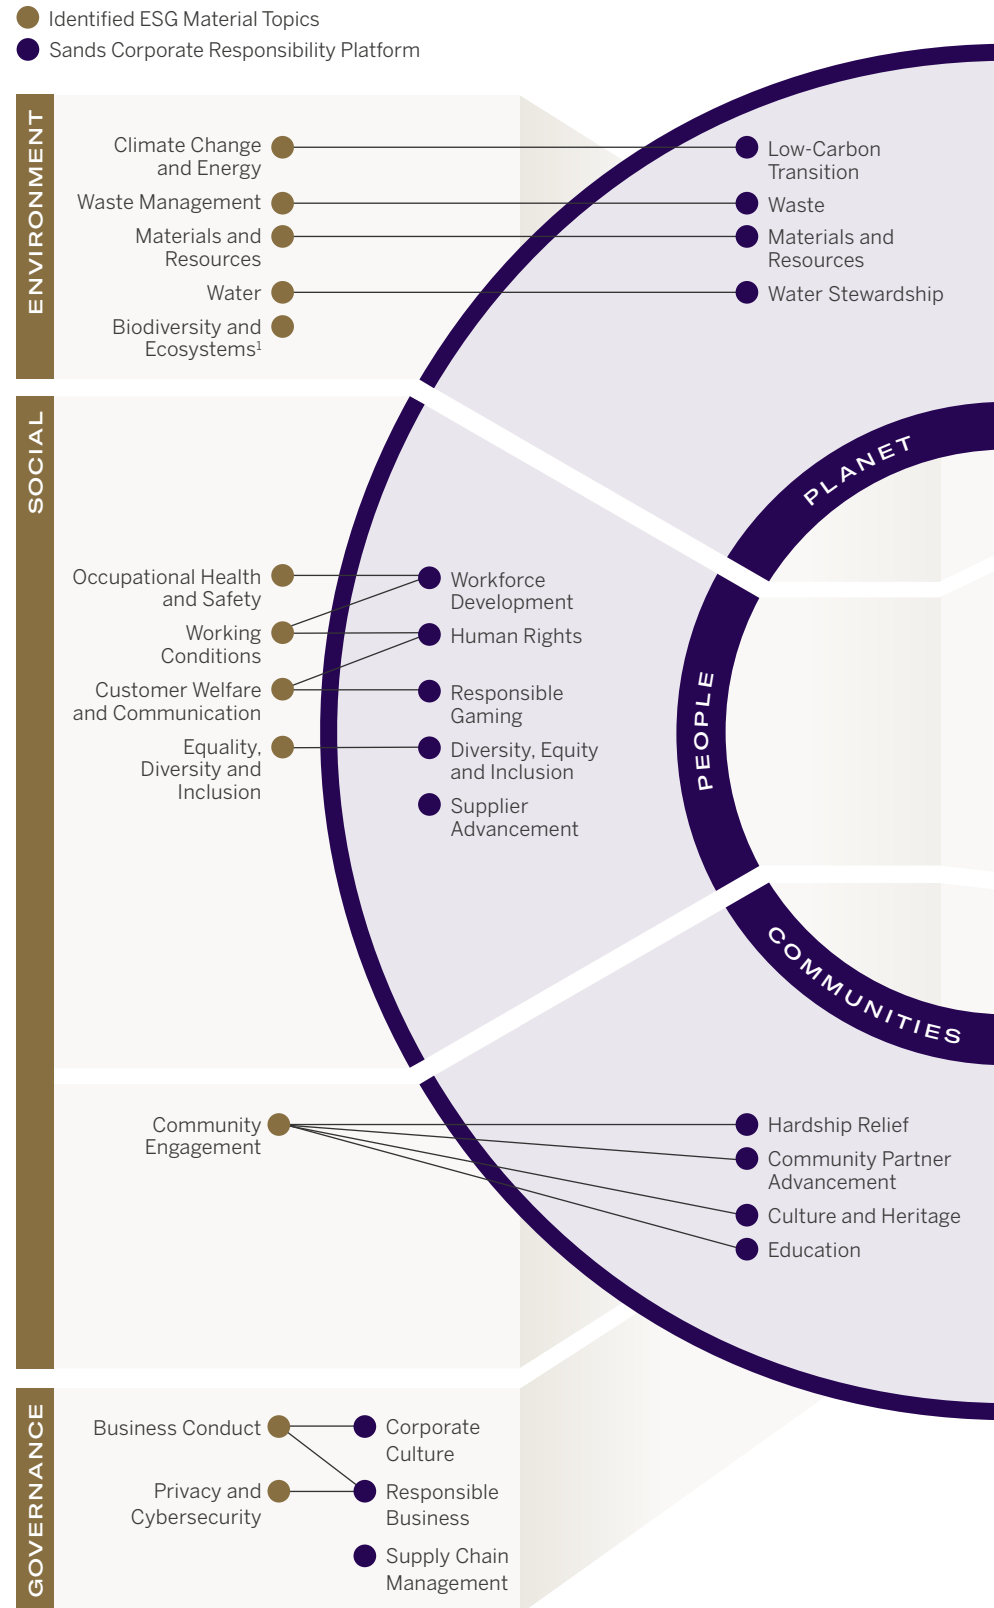 Identified ESG Material Topics
Sands Corporate Responsibility Platform
ENVIRONMENT
Climate Change
and Energy
Waste Management
Materials and
Resources
Water
Biodiversity and
Ecosystems¹
Low-Carbon
Transition
Waste
Materials and
Resources
Water Stewardship
PLANET
SOCIAL
Occupational Health
and Safety
Working
Conditions
Customer Welfare
and Communication
Equality,
Diversity and
Inclusion
Workforce
Development
Human Rights
Responsible
Gaming
Diversity, Equity
and Inclusion
Supplier
Advancement
PEOPLE
COMMUNITIES
Community
Engagement
Hardship Relief
Community Partner
Advancement
Culture and Heritage
Education
GOVERNANCE
Business Conduct
Privacy and
Cybersecurity
Corporate
Culture
Responsible
Business
Supply Chain
Management